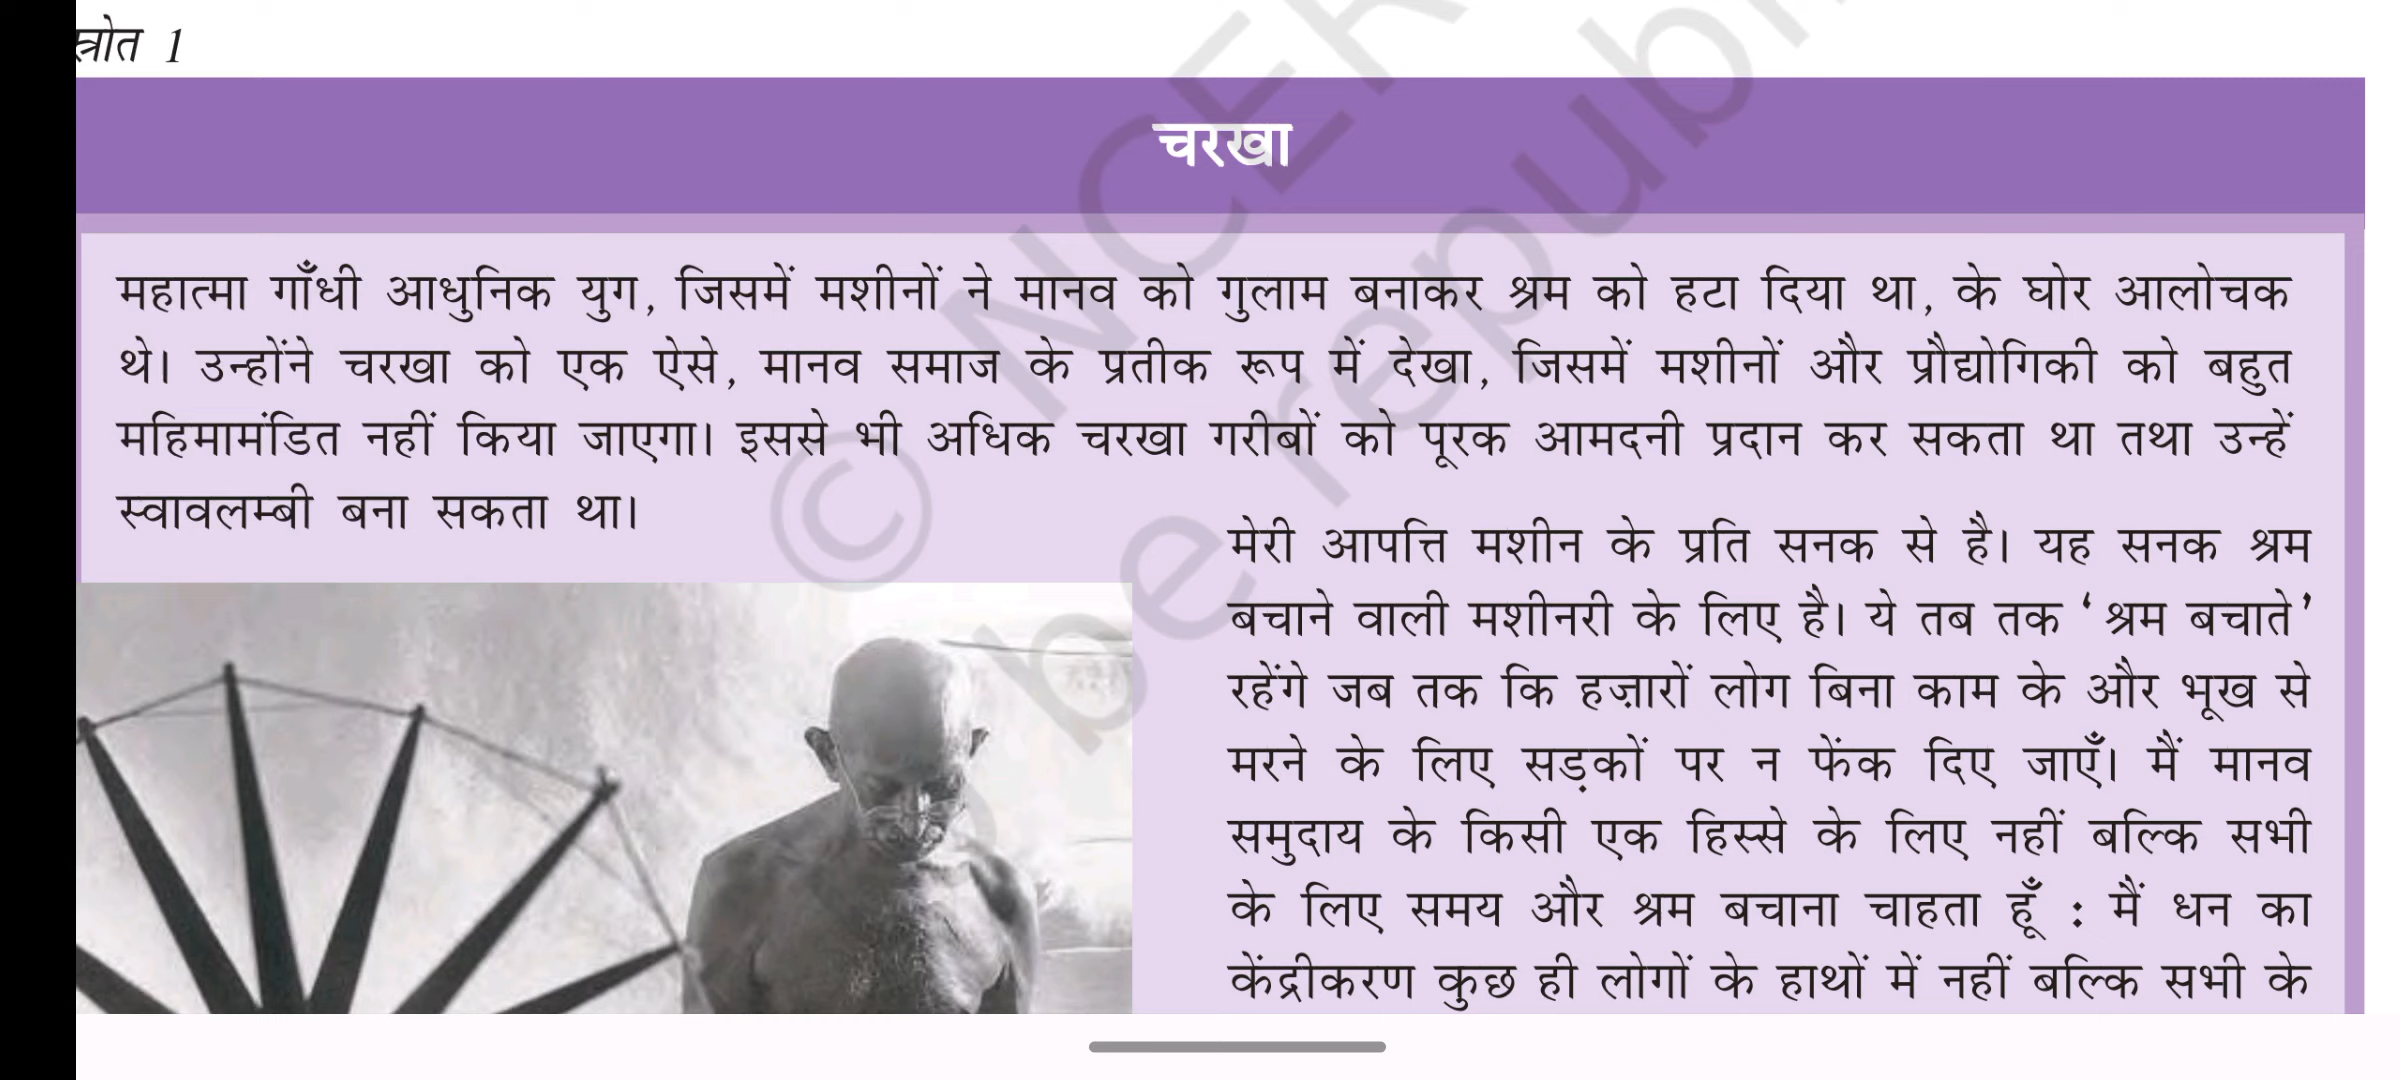 स्रोत 1
चरखा
महात्मा गाँधी आधुनिक युग, जिसमें मशीनों ने मानव को गुलाम बनाकर श्रम को हटा दिया था, के घोर आलोचक
थे। उन्होंने चरखा को एक ऐसे, मानव समाज के प्रतीक रूप में देखा, जिसमें मशीनों और प्रौद्योगिकी को बहुत
महिमामंडित नहीं किया जाएगा। इससे भी अधिक चरखा गरीबों को पूरक आमदनी प्रदान कर सकता था तथा उन्हें
स्वावलम्बी बना सकता था।
मेरी आपत्ति मशीन के प्रति सनक से है। यह सनक श्रम
बचाने वाली मशीनरी के लिए है। ये तब तक ‘श्रम बचाते’
रहेंगे जब तक कि हज़ारों लोग बिना काम के और भूख से
मरने के लिए सड़कों पर न फेंक दिए जाएँ। मैं मानव
समुदाय के किसी एक हिस्से के लिए नहीं बल्कि सभी
के लिए समय और श्रम बचाना चाहता हूँ : मैं धन का
केंद्रीकरण कुछ ही लोगों के हाथों में नहीं बल्कि सभी के
© NCER
be republ